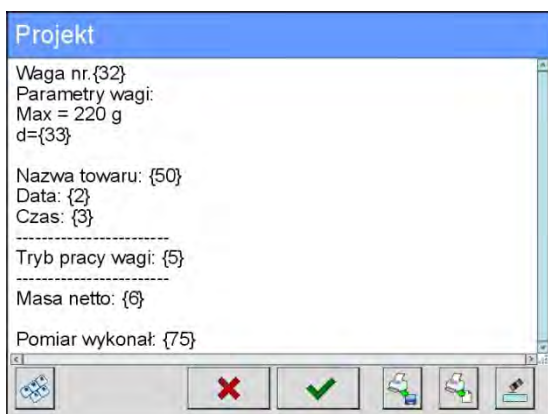 Projekt
Waga nr.{32}
Parametry wagi:
Max = 220 g
d={33}
Nazwa towaru: {50}
Data: {2}
Czas: {3}
-----------------------
Tryb pracy wagi: {5}
-----------------------
Masa netto: {6}
Pomiar wykonał: {75}